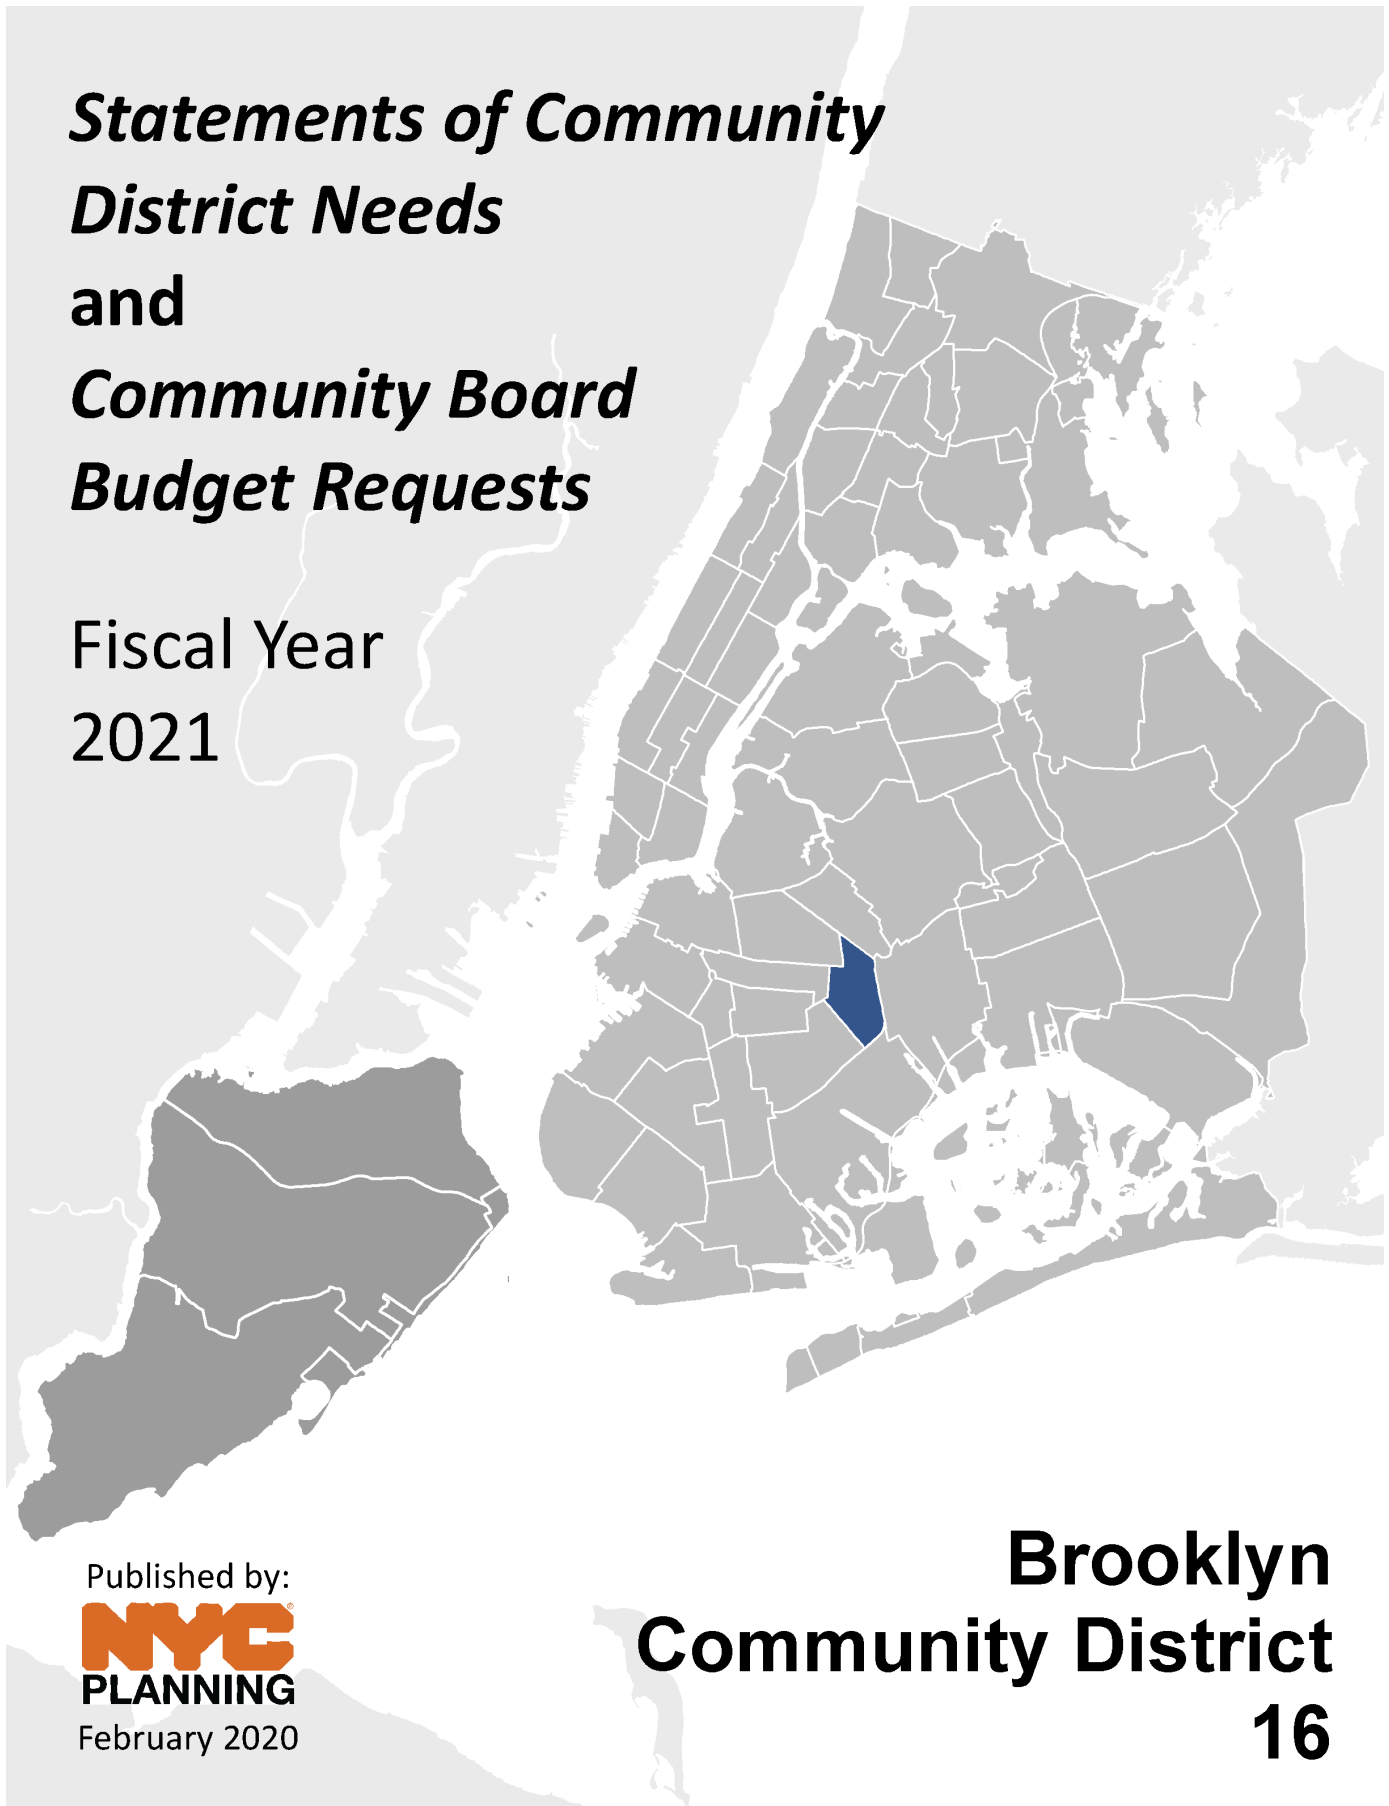 Statements of Community
District Needs
and
Community Board
Budget Requests
Fiscal Year
2021
Published by:
NYC
PLANNING
February 2020
Brooklyn
Community District
16